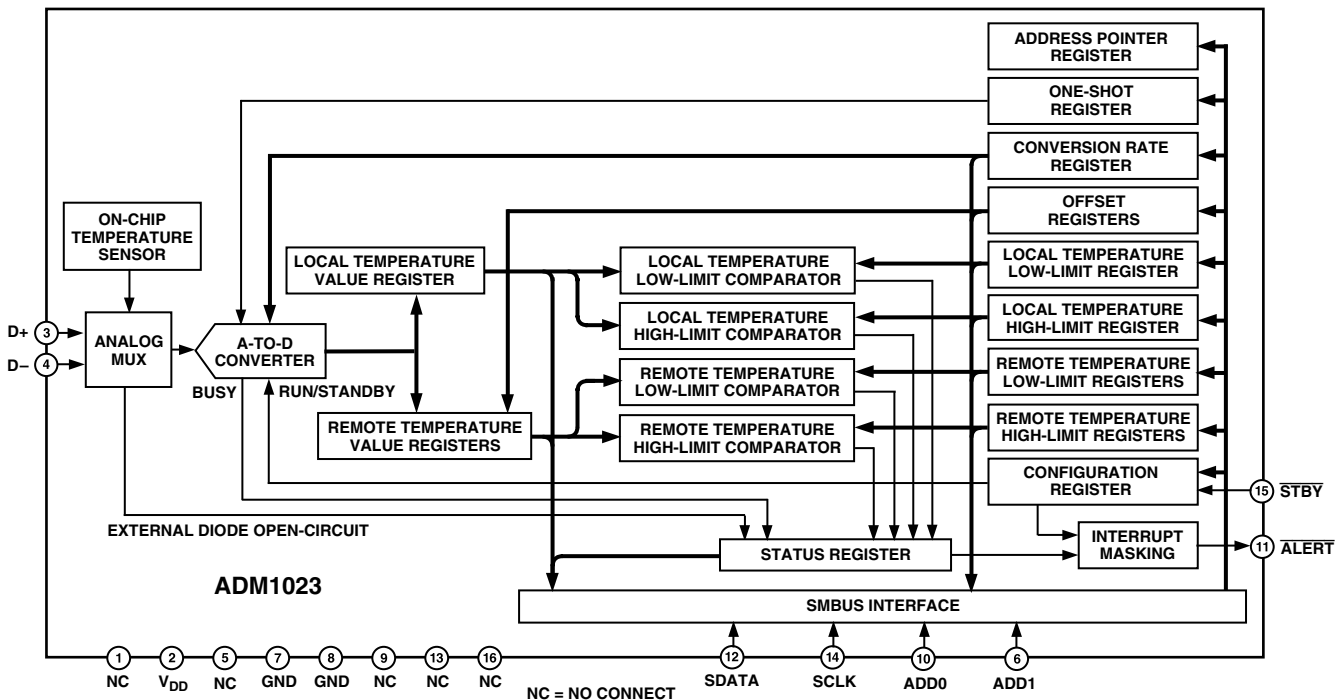 ADDRESS POINTER
REGISTER
ONE-SHOT
REGISTER
CONVERSION RATE
REGISTER
OFFSET
REGISTERS
ON-CHIP
TEMPERATURE
SENSOR
LOCAL TEMPERATURE
VALUE REGISTER
LOCAL TEMPERATURE
LOW-LIMIT COMPARATOR
LOCAL TEMPERATURE
LOW-LIMIT REGISTER
D+
3
D–
4
ANALOG
MUX
A-TO-D
CONVERTER
LOCAL TEMPERATURE
HIGH-LIMIT COMPARATOR
LOCAL TEMPERATURE
HIGH-LIMIT REGISTER
BUSY
RUN/STANDBY
REMOTE TEMPERATURE
LOW-LIMIT COMPARATOR
REMOTE TEMPERATURE
LOW-LIMIT REGISTERS
REMOTE TEMPERATURE
VALUE REGISTERS
REMOTE TEMPERATURE
HIGH-LIMIT COMPARATOR
REMOTE TEMPERATURE
HIGH-LIMIT REGISTERS
CONFIGURATION
REGISTER
15
STBY
EXTERNAL DIODE OPEN-CIRCUIT
STATUS REGISTER
INTERRUPT
MASKING
11
ALERT
ADM1023
SMBUS INTERFACE
1
2
5
7
8
9
13
16
12
14
10
6
NC
VDD
NC
GND
GND
NC
NC
NC
SDATA
SCLK
ADD0
ADD1
NC = NO CONNECT